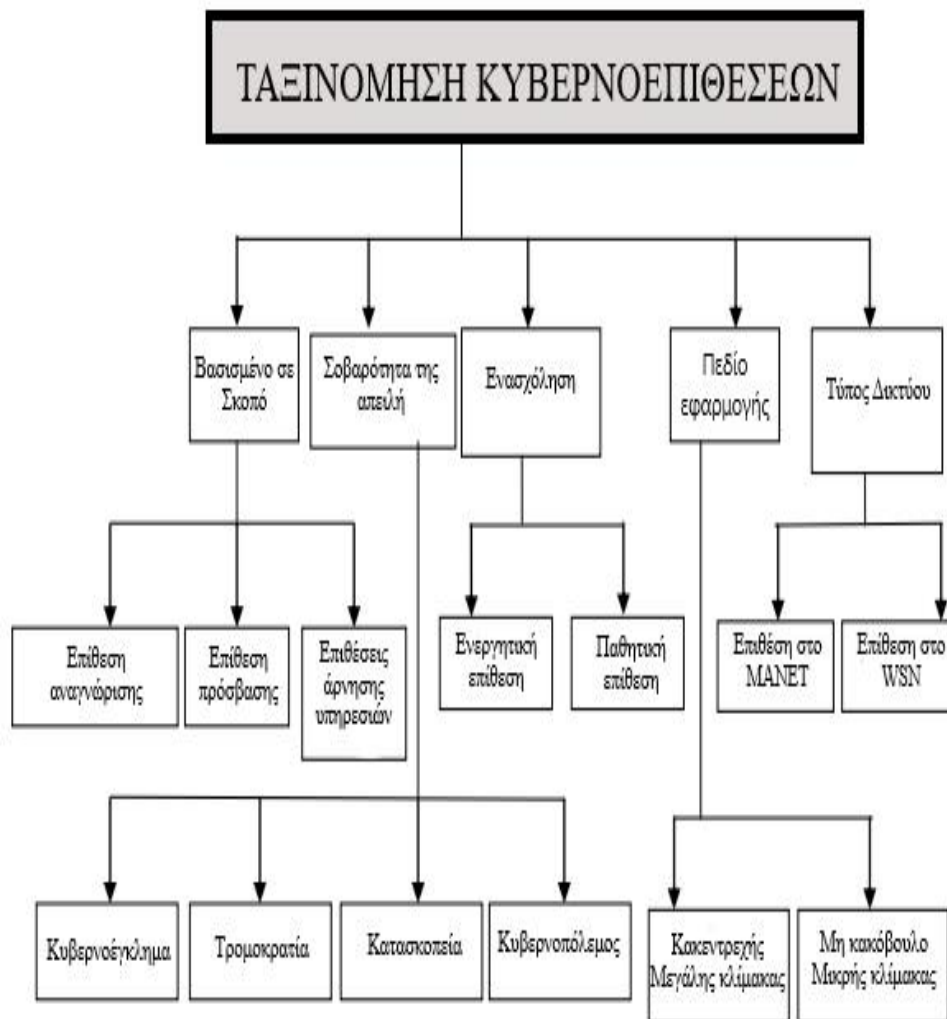 ΤΑΞΙΝΟΜΗΣΗ ΚΥΒΕΡΝΟΕΠΙΘΕΣΕΩΝ
Βασισμένο σε
Σκοπό
Σοβαρότητα της
απειλή
Ενασχόληση
Πεδίο
εφαρμογής
Τύπος Δικτύου
Επίθεση
αναγνώρισης
Επίθεση
πρόσβασης
Επιθέσεις
άρνησης
υπηρεσιών
Ενεργητική
επίθεση
Παθητική
επίθεση
Επιθέση στο
MANET
Επίθεση στο
WSN
Κυβερνοέγκλημα
Τρομοκρατία
Κατασκοπεία
Κυβερνοπόλεμος
Κακεντρεχής
Μεγάλης κλίμακας
Μη κακόβουλο
Μικρής κλίμακας